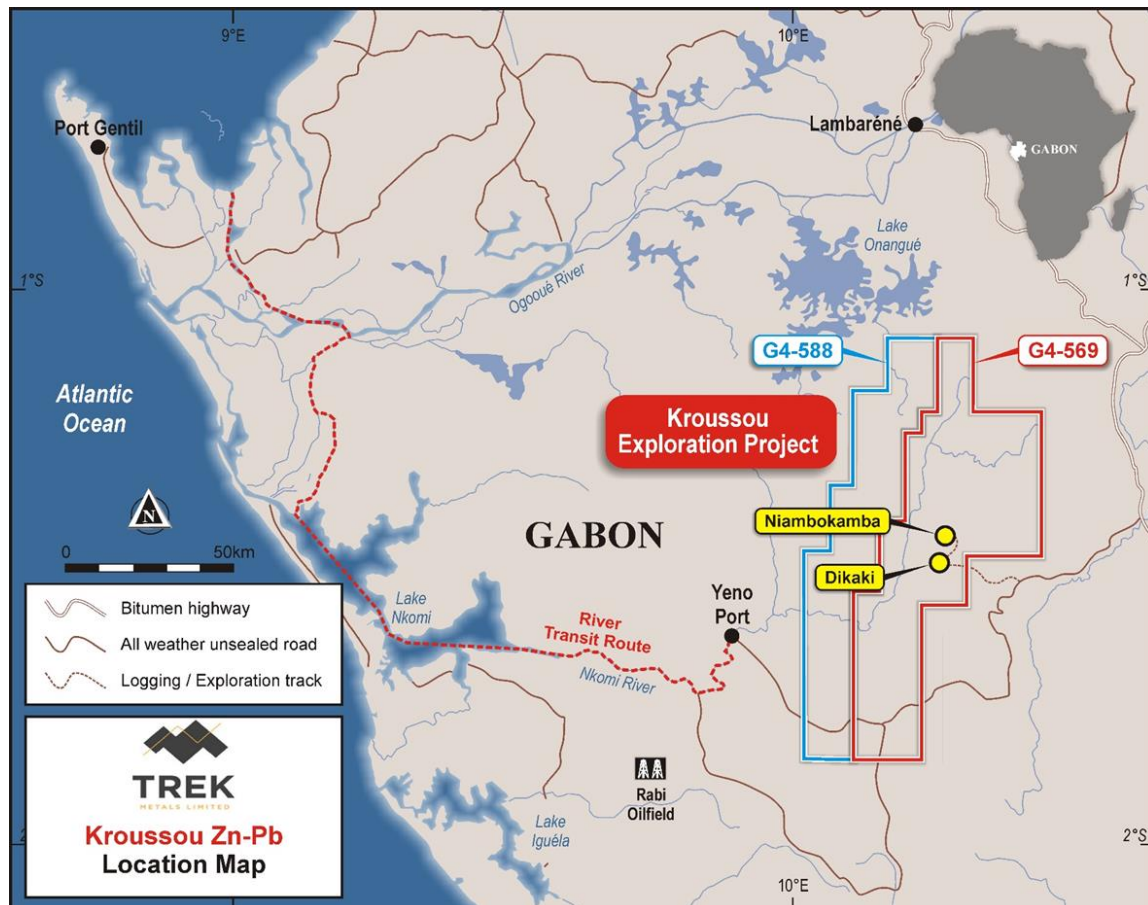 9°E
10°E
Port Gentil
Lambaréné
GABON
Lake
Onangué
1°S
1°S
Ogooué River
G4-588
G4-569
Atlantic
Ocean
Kroussou
Exploration Project
N
Niambokamba
GABON
0
50km
Dikaki
Yeno
Port
Bitumen highway
Lake
Nkomi
River
Transit Route
All weather unsealed road
Nkomi River
Logging / Exploration track
TREK
METALS LIMITED
Rabi
Oilfield
Kroussou Zn-Pb
Location Map
Lake
Iguéla
2°S
2°
10°E